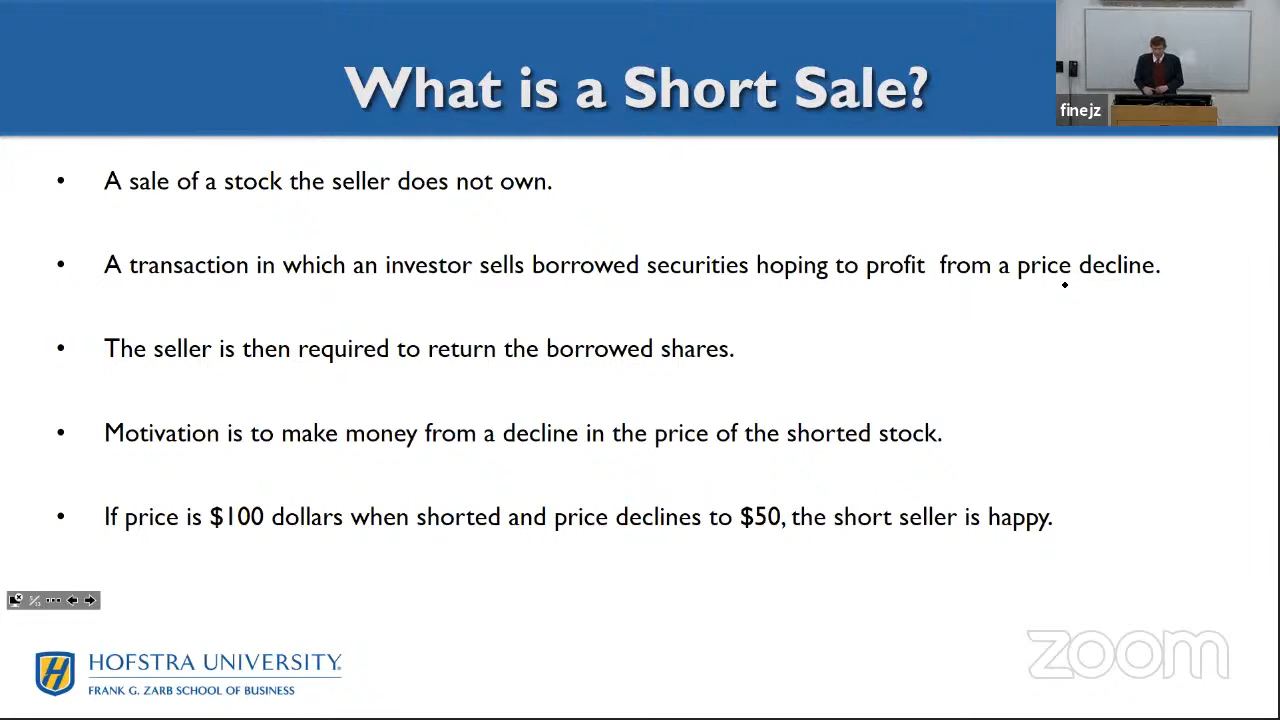 What is a Short Sale?
finejz
• A sale of a stock the seller does not own.
• A transaction in which an investor sells borrowed securities hoping to profit  from a price decline.
• The seller is then required to return the borrowed shares.
• Motivation is to make money from a decline in the price of the shorted stock.
• If price is $100 dollars when shorted and price declines to $50, the short seller is happy.
HOFSTRA UNIVERSITY.
FRANK G. ZARB SCHOOL OF BUSINESS
zoom